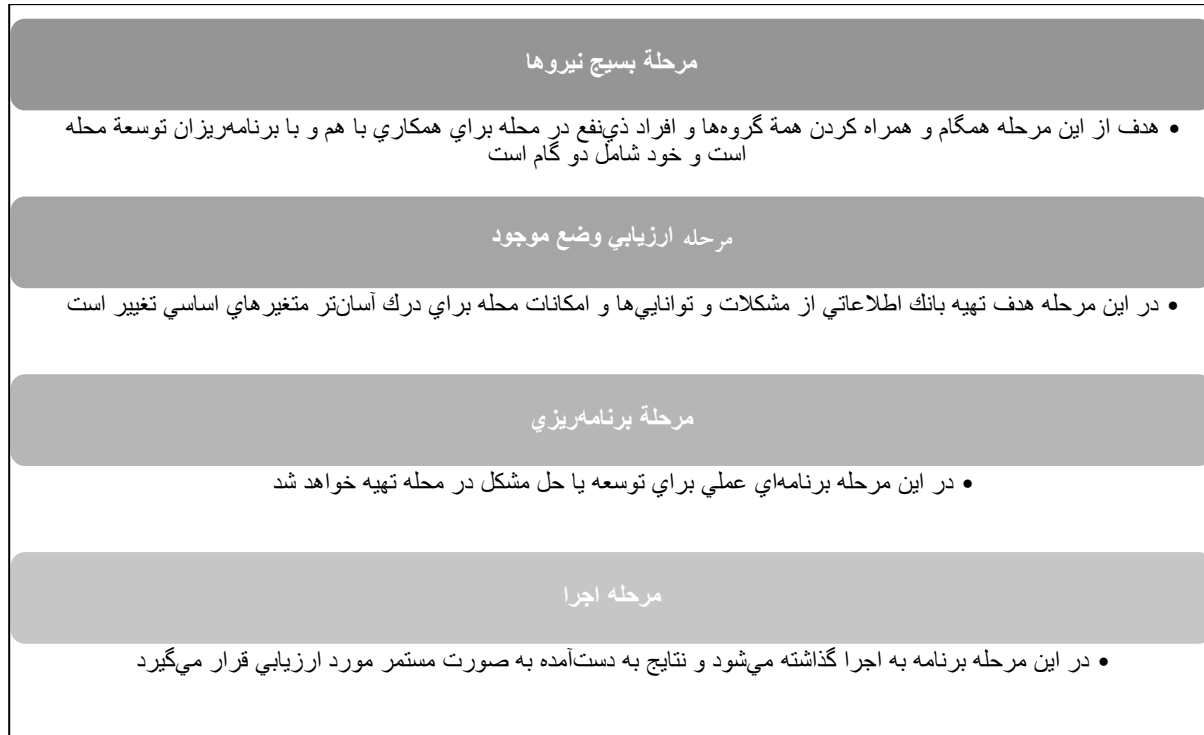 مرحلة بسيج نيروها
• هدف از اين مرحله همگام و همراه كردن همة گروه‌ها و افراد ذي‌نفع در محله براي همكاري با هم و با برنامه‌ريزان توسعة محله
است و خود شامل دو گام است
مرحله ارزيابي وضع موجود
• در اين مرحله هدف تهيه بانك اطلاعاتي از مشكلات و توانايي‌ها و امكانات محله براي درك آسان‌تر متغيرهاي اساسي تغيير است
مرحلة برنامه‌ريزي
• در اين مرحله برنامه‌اي عملي براي توسعه يا حل مشكل در محله تهيه خواهد شد
مرحله اجرا
• در اين مرحله برنامه به اجرا گذاشته مي‌شود و نتايج به دست‌آمده به صورت مستمر مورد ارزيابي قرار مي‌گيرد